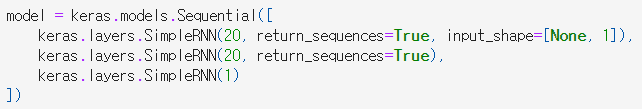 model = keras.models.Sequential([
    keras.layers.SimpleRNN(20, return_sequences=True, input_shape=[None, 1]),
    keras.layers.SimpleRNN(20, return_sequences=True),
    keras.layers.SimpleRNN(1)
])